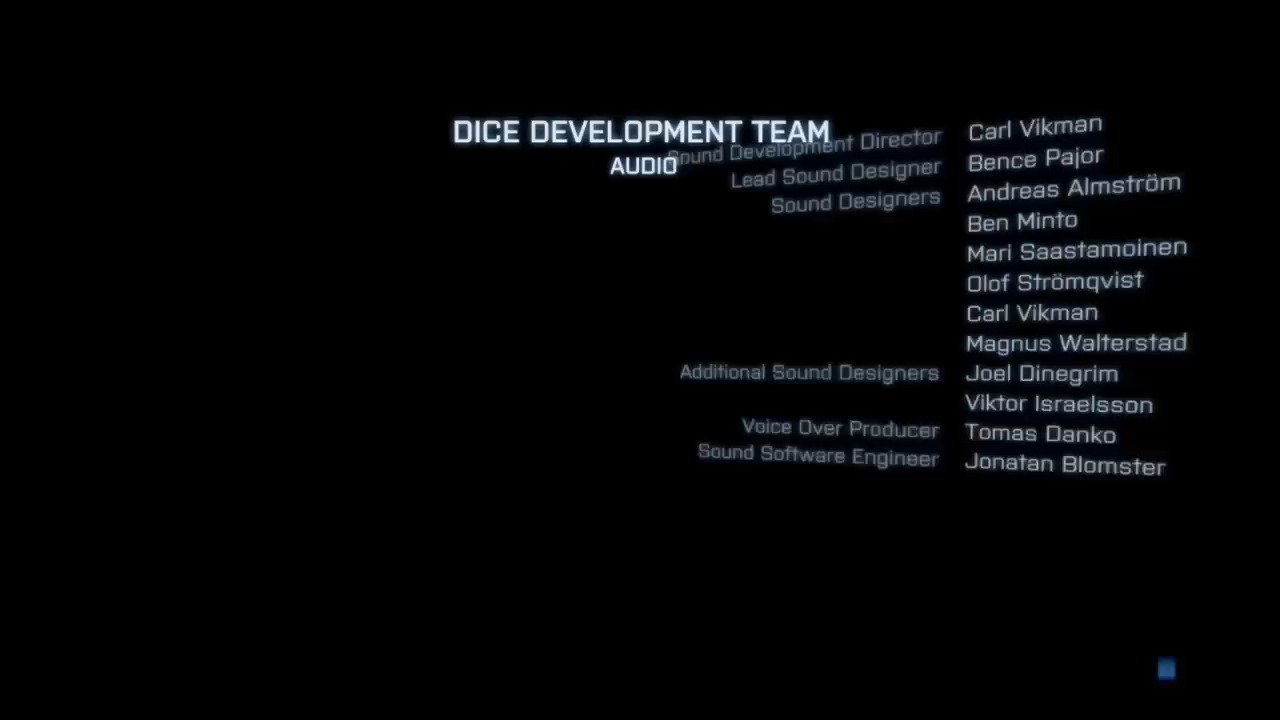 DICE DEVELOPMENT TEAM
AUDIO
Sound Development Director Carl Vikman
Lead Sound Designer Bence Pajor
Sound Designers Andreas Almström
Ben Minto
Mari Saastamoinen
Olof Strömqvist
Carl Vikman
Magnus Walterstad
Additional Sound Designers Joel Dinegrim
Viktor Israelsson
Voice Over Producer Tomas Danko
Sound Software Engineer Jonatan Blomster